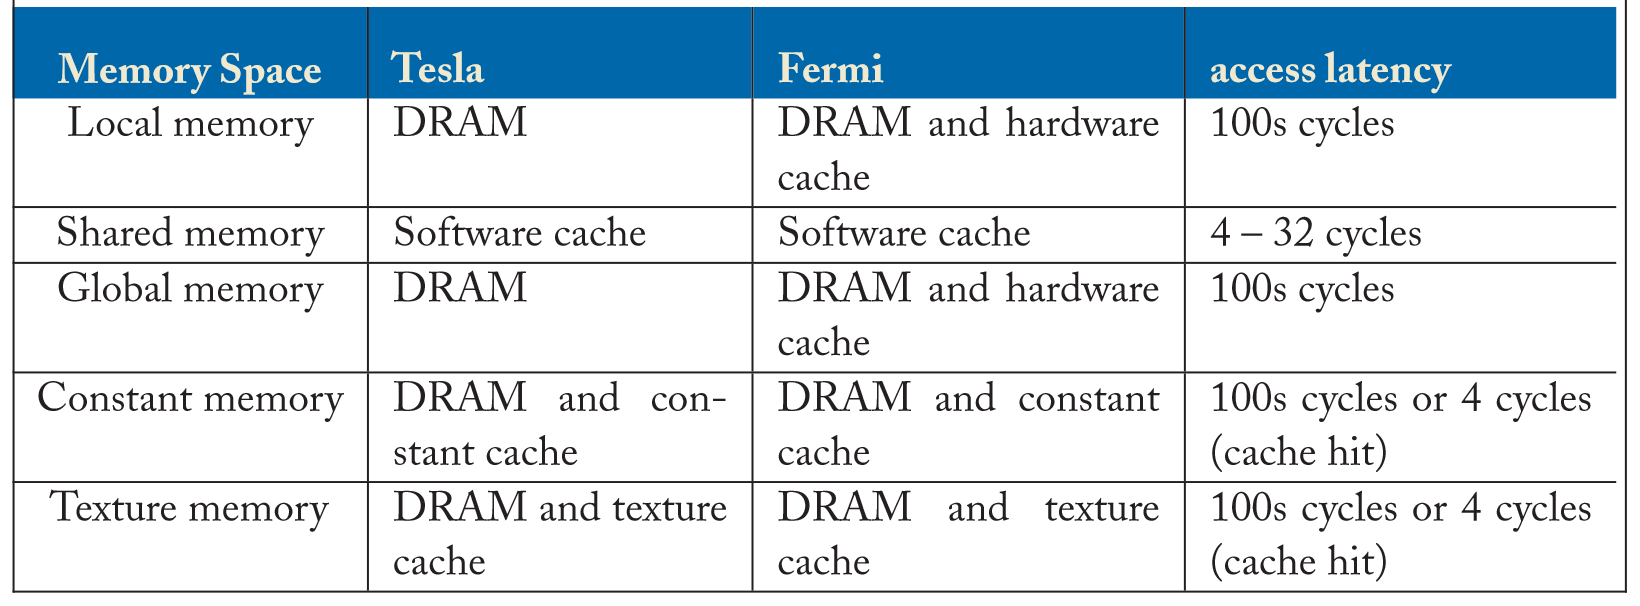 Memory Space Tesla Fermi access latency
Local memory DRAM DRAM and hardware 100s cycles
cache
Shared memory Software cache Software cache 4 – 32 cycles
Global memory DRAM DRAM and hardware 100s cycles
cache
Constant memory DRAM and con- DRAM and constant 100s cycles or 4 cycles
stant cache cache (cache hit)
Texture memory DRAM and texture DRAM and texture 100s cycles or 4 cycles
cache cache (cache hit)